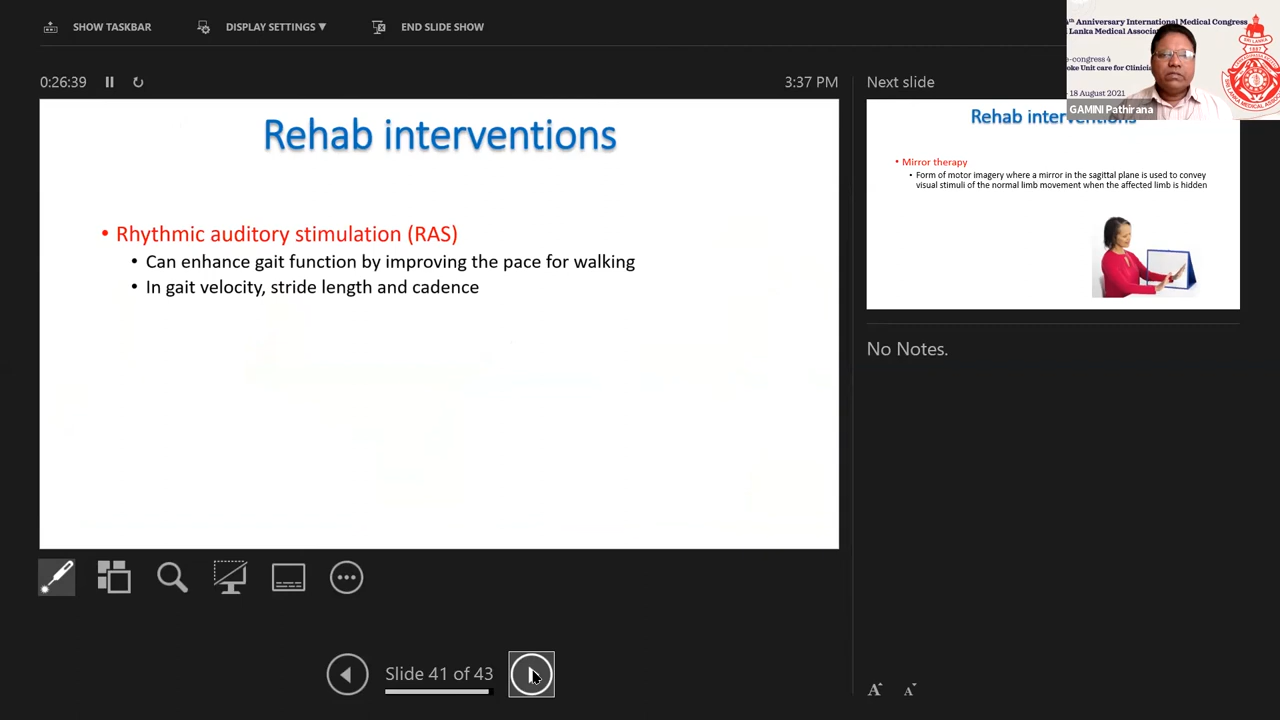 SHOW TASKBAR
DISPLAY SETTINGS ▼
END SLIDE SHOW
0:26:39
3:37 PM
Rehab interventions
• Rhythmic auditory stimulation (RAS)
• Can enhance gait function by improving the pace for walking
• In gait velocity, stride length and cadence
Slide 41 of 43
Next slide
Rehab interventions
• Mirror therapy
• Form of motor imagery where a mirror in the sagittal plane is used to convey
visual stimuli of the normal limb movement when the affected limb is hidden
No Notes.
A A
Anniversary International Medical Congress
Lanka Medical
18 August 2021
GAMINI Pathirana
SRI LANKA
1887